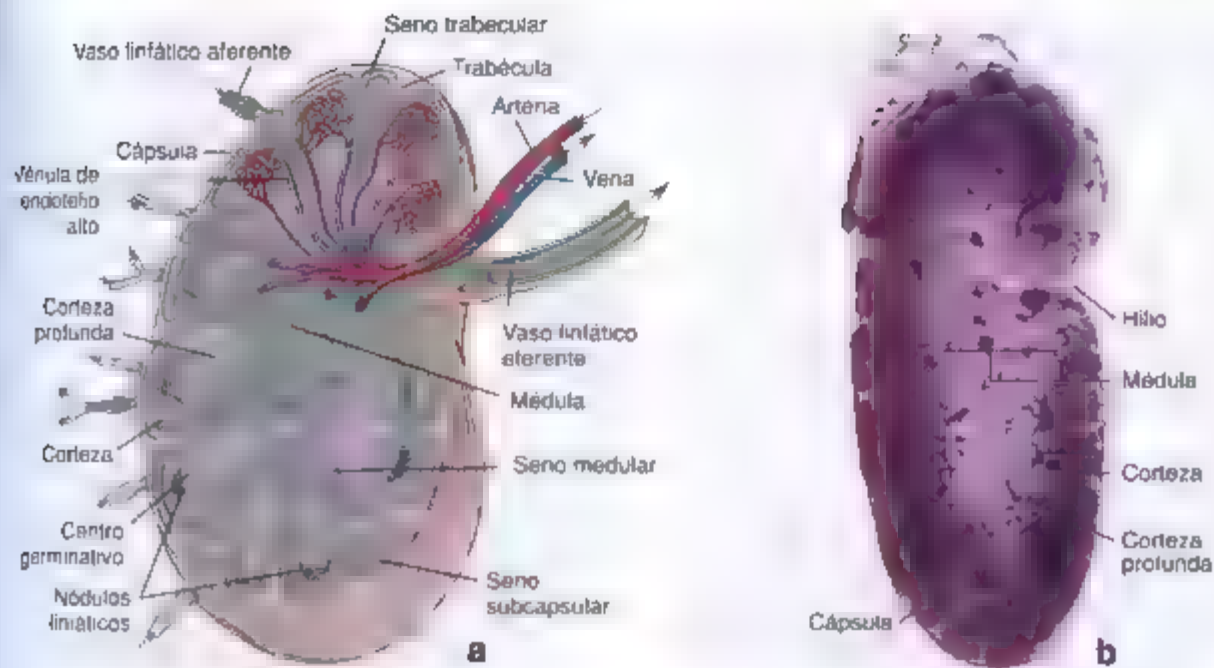 Seno trabecular
Vaso linfático aferente
Trabécula
Arteria
Cápsula
Vénula de
endotelio
alto
Vena
Corteza
profunda
Vaso linfático
eferente
Médula
Corteza
Seno medular
Centro
germinativo
Nódulos
linfáticos
Seno
subcapsular
a
Hilio
Médula
Corteza
Corteza
profunda
Cápsula
b